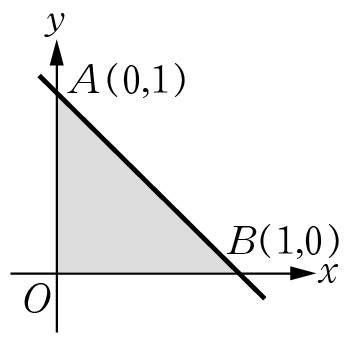 y
A(0,1)
B(1,0)
x
O